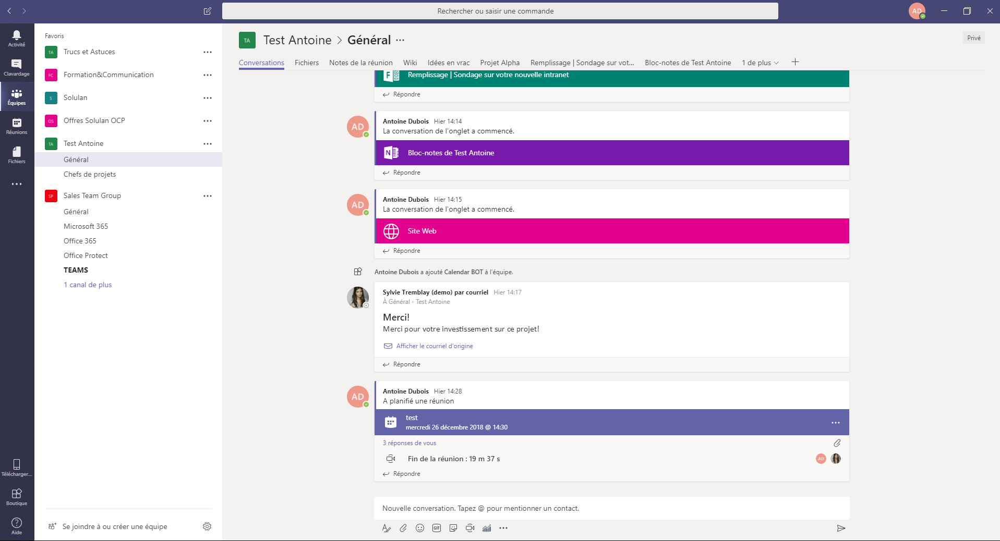 Rechercher ou saisir une commande
AD
Activité
Clavardage
Équipes
Réunions
Fichiers
Télécharger...
Boutique
Aide
Favoris
TA Trucs et Astuces
FC Formation&Communication
S Solulan
OS Offres Solulan OCP
TA Test Antoine
Général
Chefs de projets
SP Sales Team Group
Général
Microsoft 365
Office 365
Office Protect
TEAMS
1 canal de plus
Se joindre à ou créer une équipe
TA Test Antoine > Général ...
Privé
Conversations Fichiers Notes de la réunion Wiki Idées en vrac Projet Alpha Remplissage | Sondage sur vot... Bloc-notes de Test Antoine 1 de plus
F Remplissage | Sondage sur votre nouvelle intranet
Répondre
AD Antoine Dubois Hier 14:14
La conversation de l'onglet a commencé.
N Bloc-notes de Test Antoine
Répondre
AD Antoine Dubois Hier 14:15
La conversation de l'onglet a commencé.
Site Web
Répondre
Antoine Dubois a ajouté Calendar BOT à l'équipe.
Sylvie Tremblay (demo) par courriel Hier 14:17
À Général - Test Antoine
Merci!
Merci pour votre investissement sur ce projet!
Afficher le courriel d'origine
Répondre
AD Antoine Dubois Hier 14:28
A planifié une réunion
test
mercredi 26 décembre 2018 @ 14:30
3 réponses de vous
Fin de la réunion : 19 m 37 s
AD
Répondre
Nouvelle conversation. Tapez @ pour mentionner un contact.
GIF